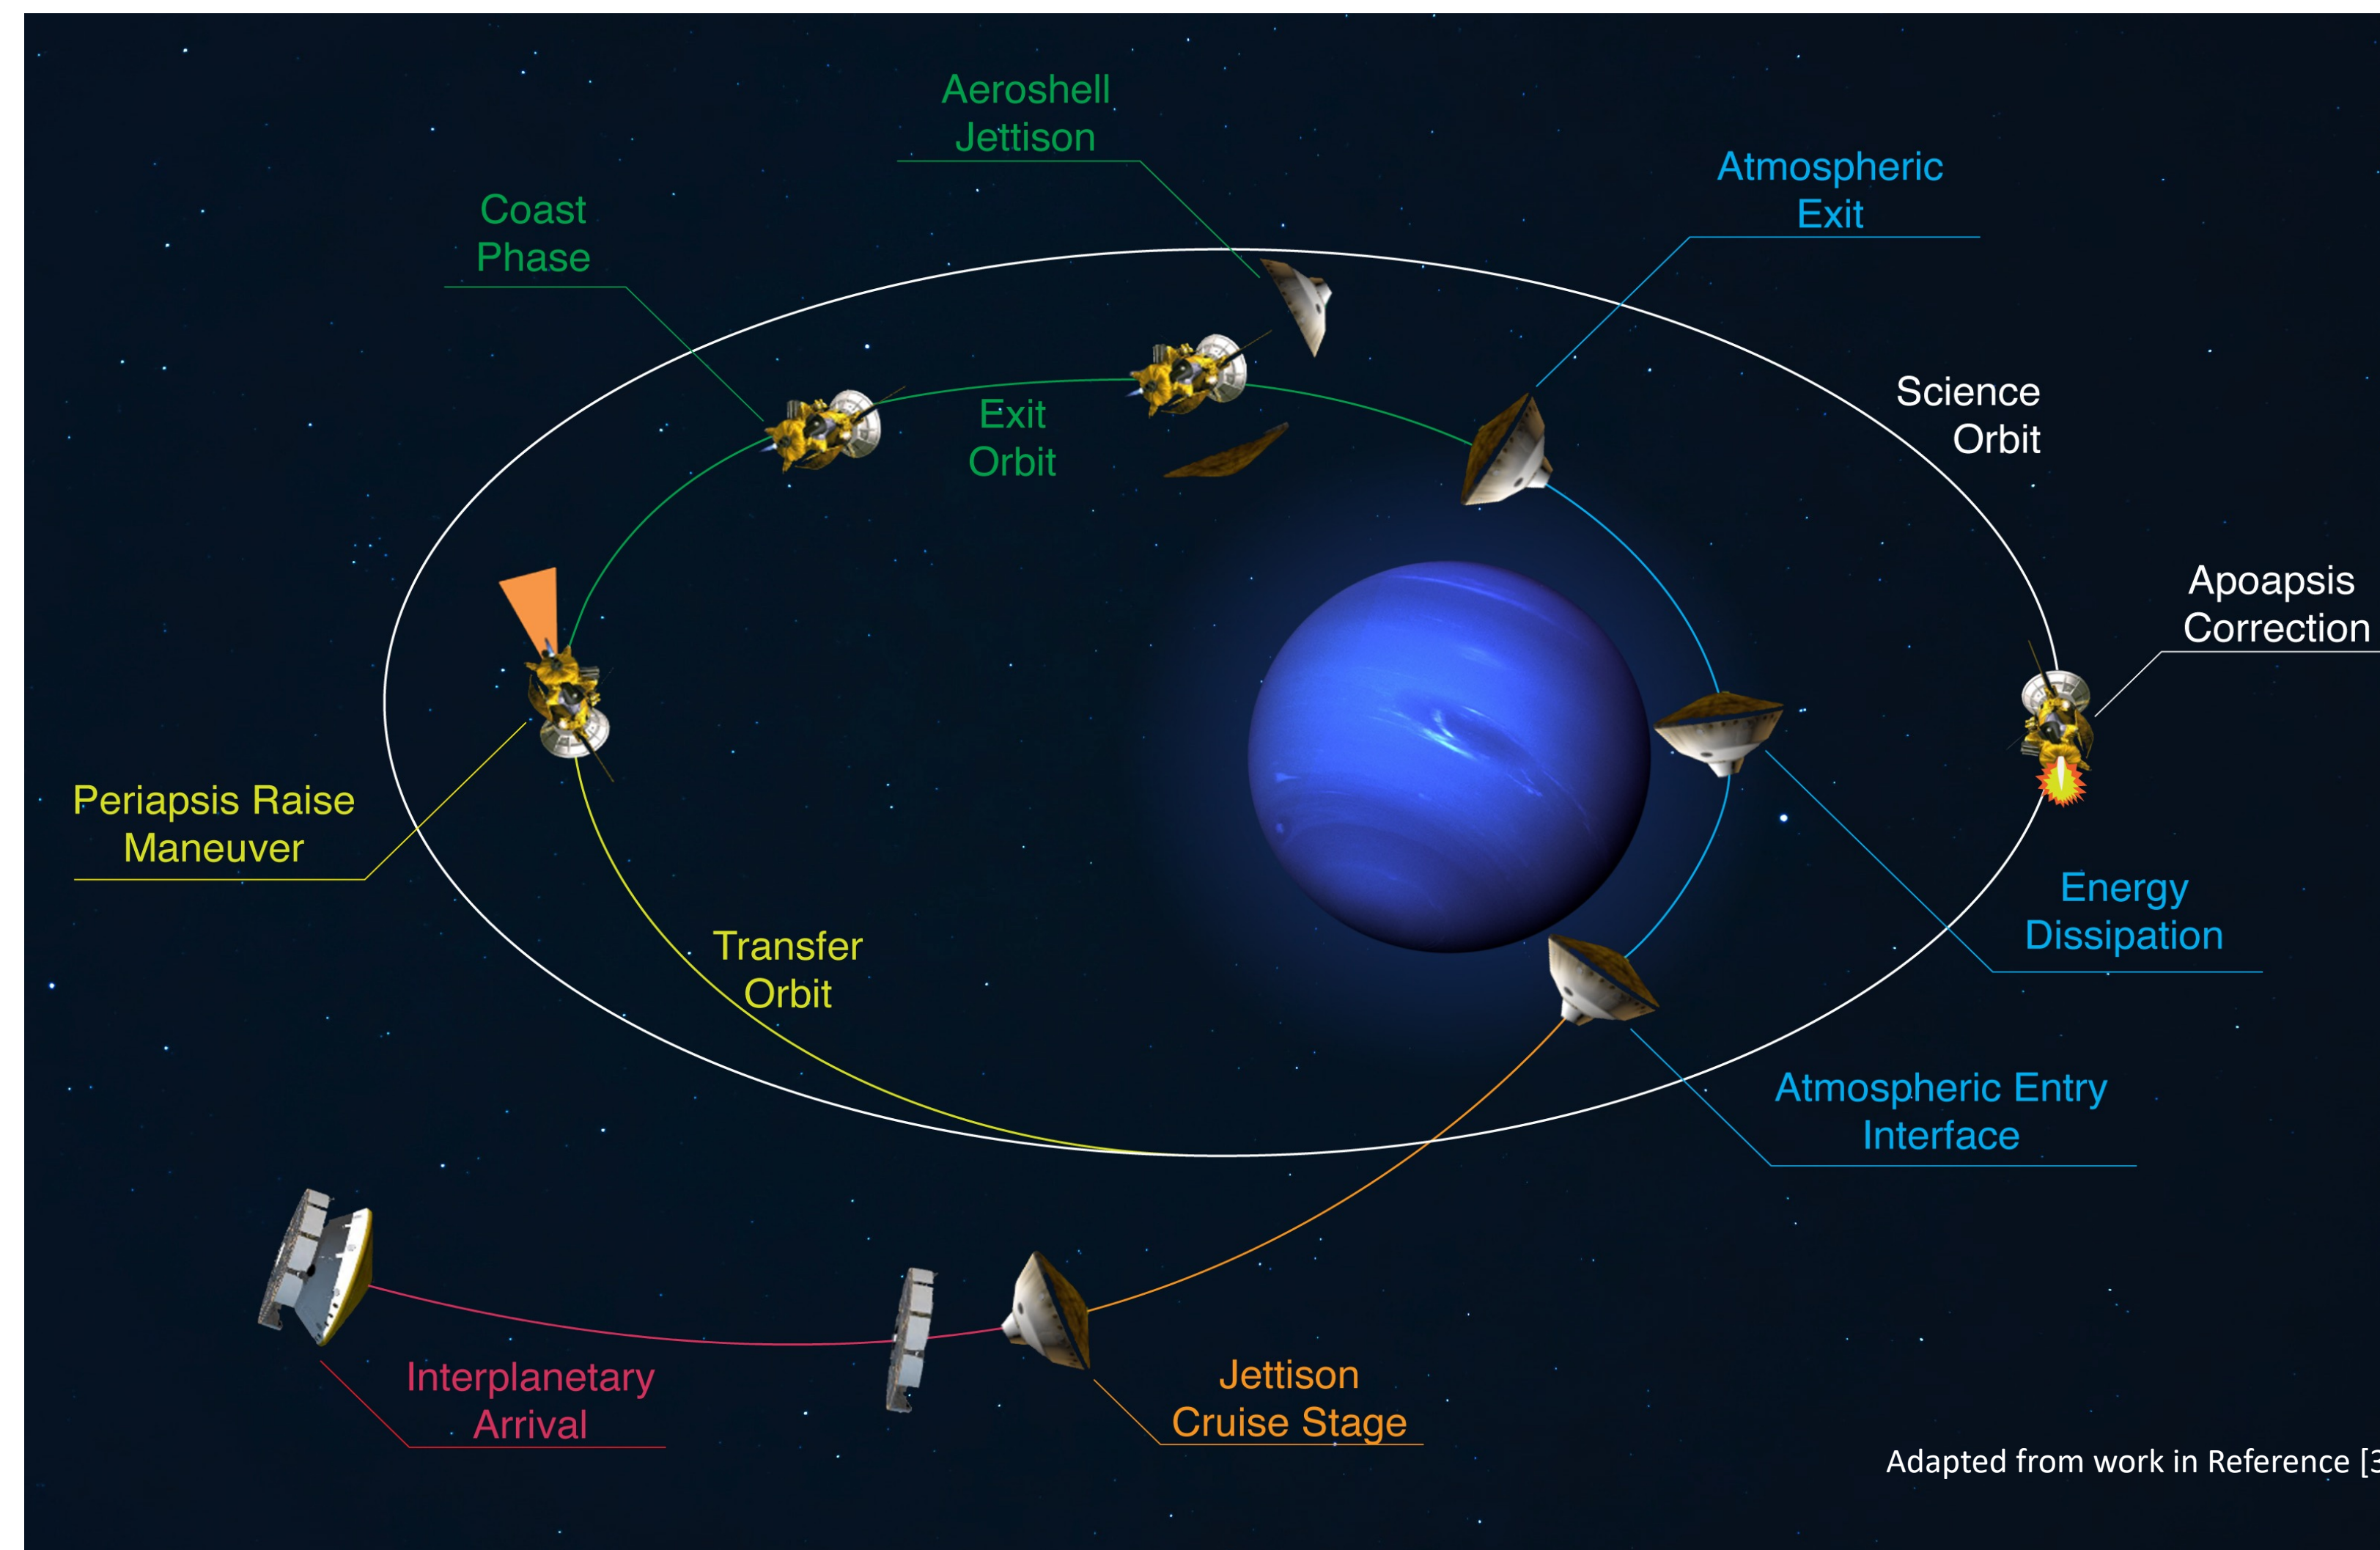 Aeroshell
Jettison
Atmospheric
Exit
Coast
Phase
Science
Orbit
Exit
Orbit
Apoapsis
Correction
Periapsis Raise
Maneuver
Energy
Dissipation
Transfer
Orbit
Atmospheric Entry
Interface
Interplanetary
Arrival
Jettison
Cruise Stage
Adapted from work in Reference [3